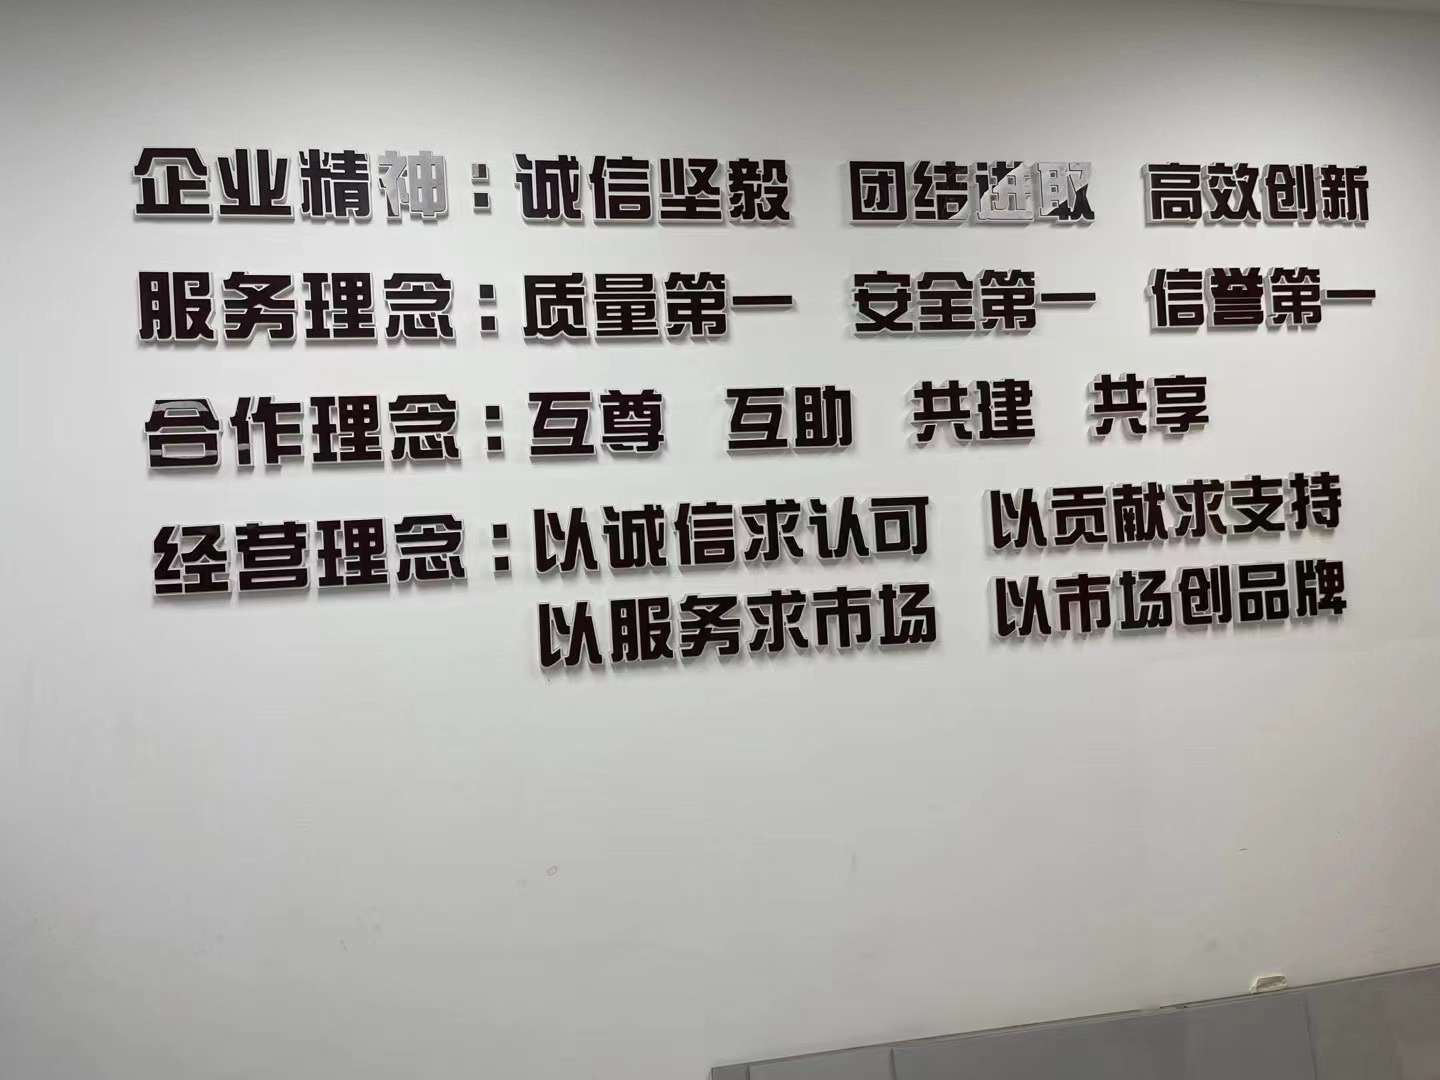 企业精神：诚信坚毅 团结进取 高效创新
服务理念：质量第一 安全第一 信誉第一
合作理念：互尊 互助 共建 共享
经营理念：以诚信求认可 以贡献求支持
以服务求市场 以市场创品牌